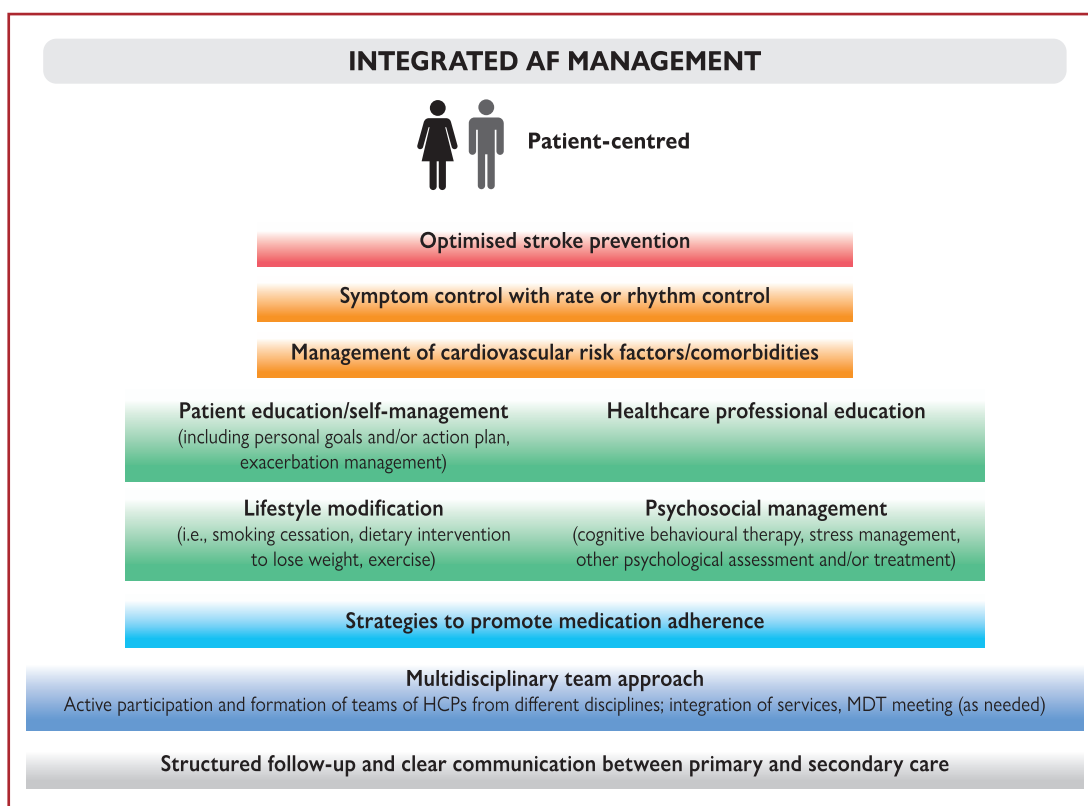 INTEGRATED AF MANAGEMENT
Patient-centred
Optimised stroke prevention
Symptom control with rate or rhythm control
Management of cardiovascular risk factors/comorbidities
Patient education/self-management
(including personal goals and/or action plan,
exacerbation management)
Healthcare professional education
Lifestyle modification
(i.e., smoking cessation, dietary intervention
to lose weight, exercise)
Psychosocial management
(cognitive behavioural therapy, stress management,
other psychological assessment and/or treatment)
Strategies to promote medication adherence
Multidisciplinary team approach
Active participation and formation of teams of HCPs from different disciplines; integration of services, MDT meeting (as needed)
Structured follow-up and clear communication between primary and secondary care